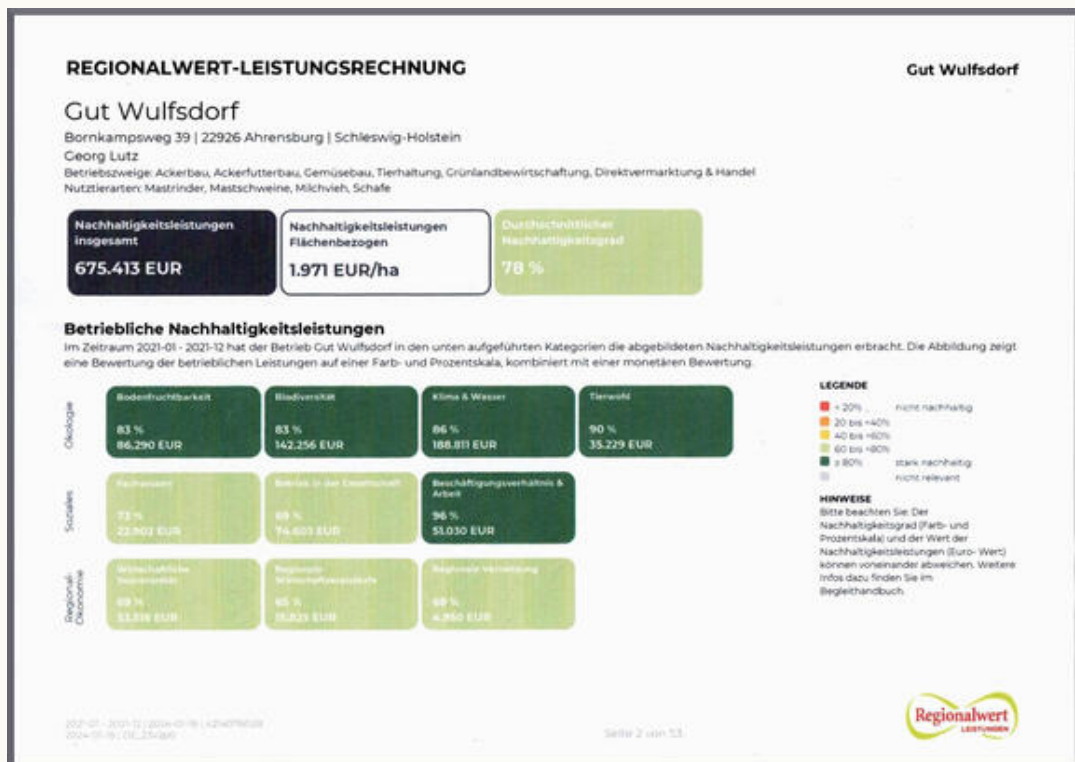 REGIONALWERT-LEISTUNGSRECHNUNG
Gut Wulfsdorf
Gut Wulfsdorf
Bornkampsweg 39 | 22926 Ahrensburg | Schleswig-Holstein
Georg Lutz
Betriebszweige: Ackerbau, Ackerfutterbau, Gemüsebau, Tierhaltung, Grünlandbewirtschaftung, Direktvermarktung & Handel
Nutztierarten: Mastrinder, Mastschweine, Milchvieh, Schafe
Nachhaltigkeitsleistungen
insgesamt
675.413 EUR
Nachhaltigkeitsleistungen
Flächenbezogen
1.971 EUR/ha
Durchschnittlicher
Nachhaltigkeitsgrad
78 %
Betriebliche Nachhaltigkeitsleistungen
Im Zeitraum 2021-01 - 2021-12 hat der Betrieb Gut Wulfsdorf in den unten aufgeführten Kategorien die abgebildeten Nachhaltigkeitsleistungen erbracht. Die Abbildung zeigt
eine Bewertung der betrieblichen Leistungen auf einer Farb- und Prozentskala, kombiniert mit einer monetären Bewertung.
Ökologie
Bodenfruchtbarkeit
83 %
86.290 EUR
Biodiversität
83 %
142.256 EUR
Klima & Wasser
86 %
188.811 EUR
Tierwohl
90 %
35.229 EUR
Soziales
Fachwissen
EUR
Betrieb in der Gesellschaft
69 %
EUR
Beschäftigungsverhältnis &
Arbeit
96 %
51.030 EUR
Regional-
Ökonomie
Wirtschaftliche
Souveränität
69 %
EUR
Regionale
Wirtschaftskreisläufe
65 %
EUR
Regionale Vernetzung
EUR
LEGENDE
< 20% nicht nachhaltig
20 bis <40%
40 bis <60%
60 bis <80%
≥ 80% stark nachhaltig
nicht relevant
HINWEISE
Bitte beachten Sie: Der
Nachhaltigkeitsgrad (Farb- und
Prozentskala) und der Wert der
Nachhaltigkeitsleistungen (Euro- Wert)
können voneinander abweichen. Weitere
Infos dazu finden Sie im
Begleithandbuch.
Seite 2 von 53
Regionalwert
LEISTUNGEN